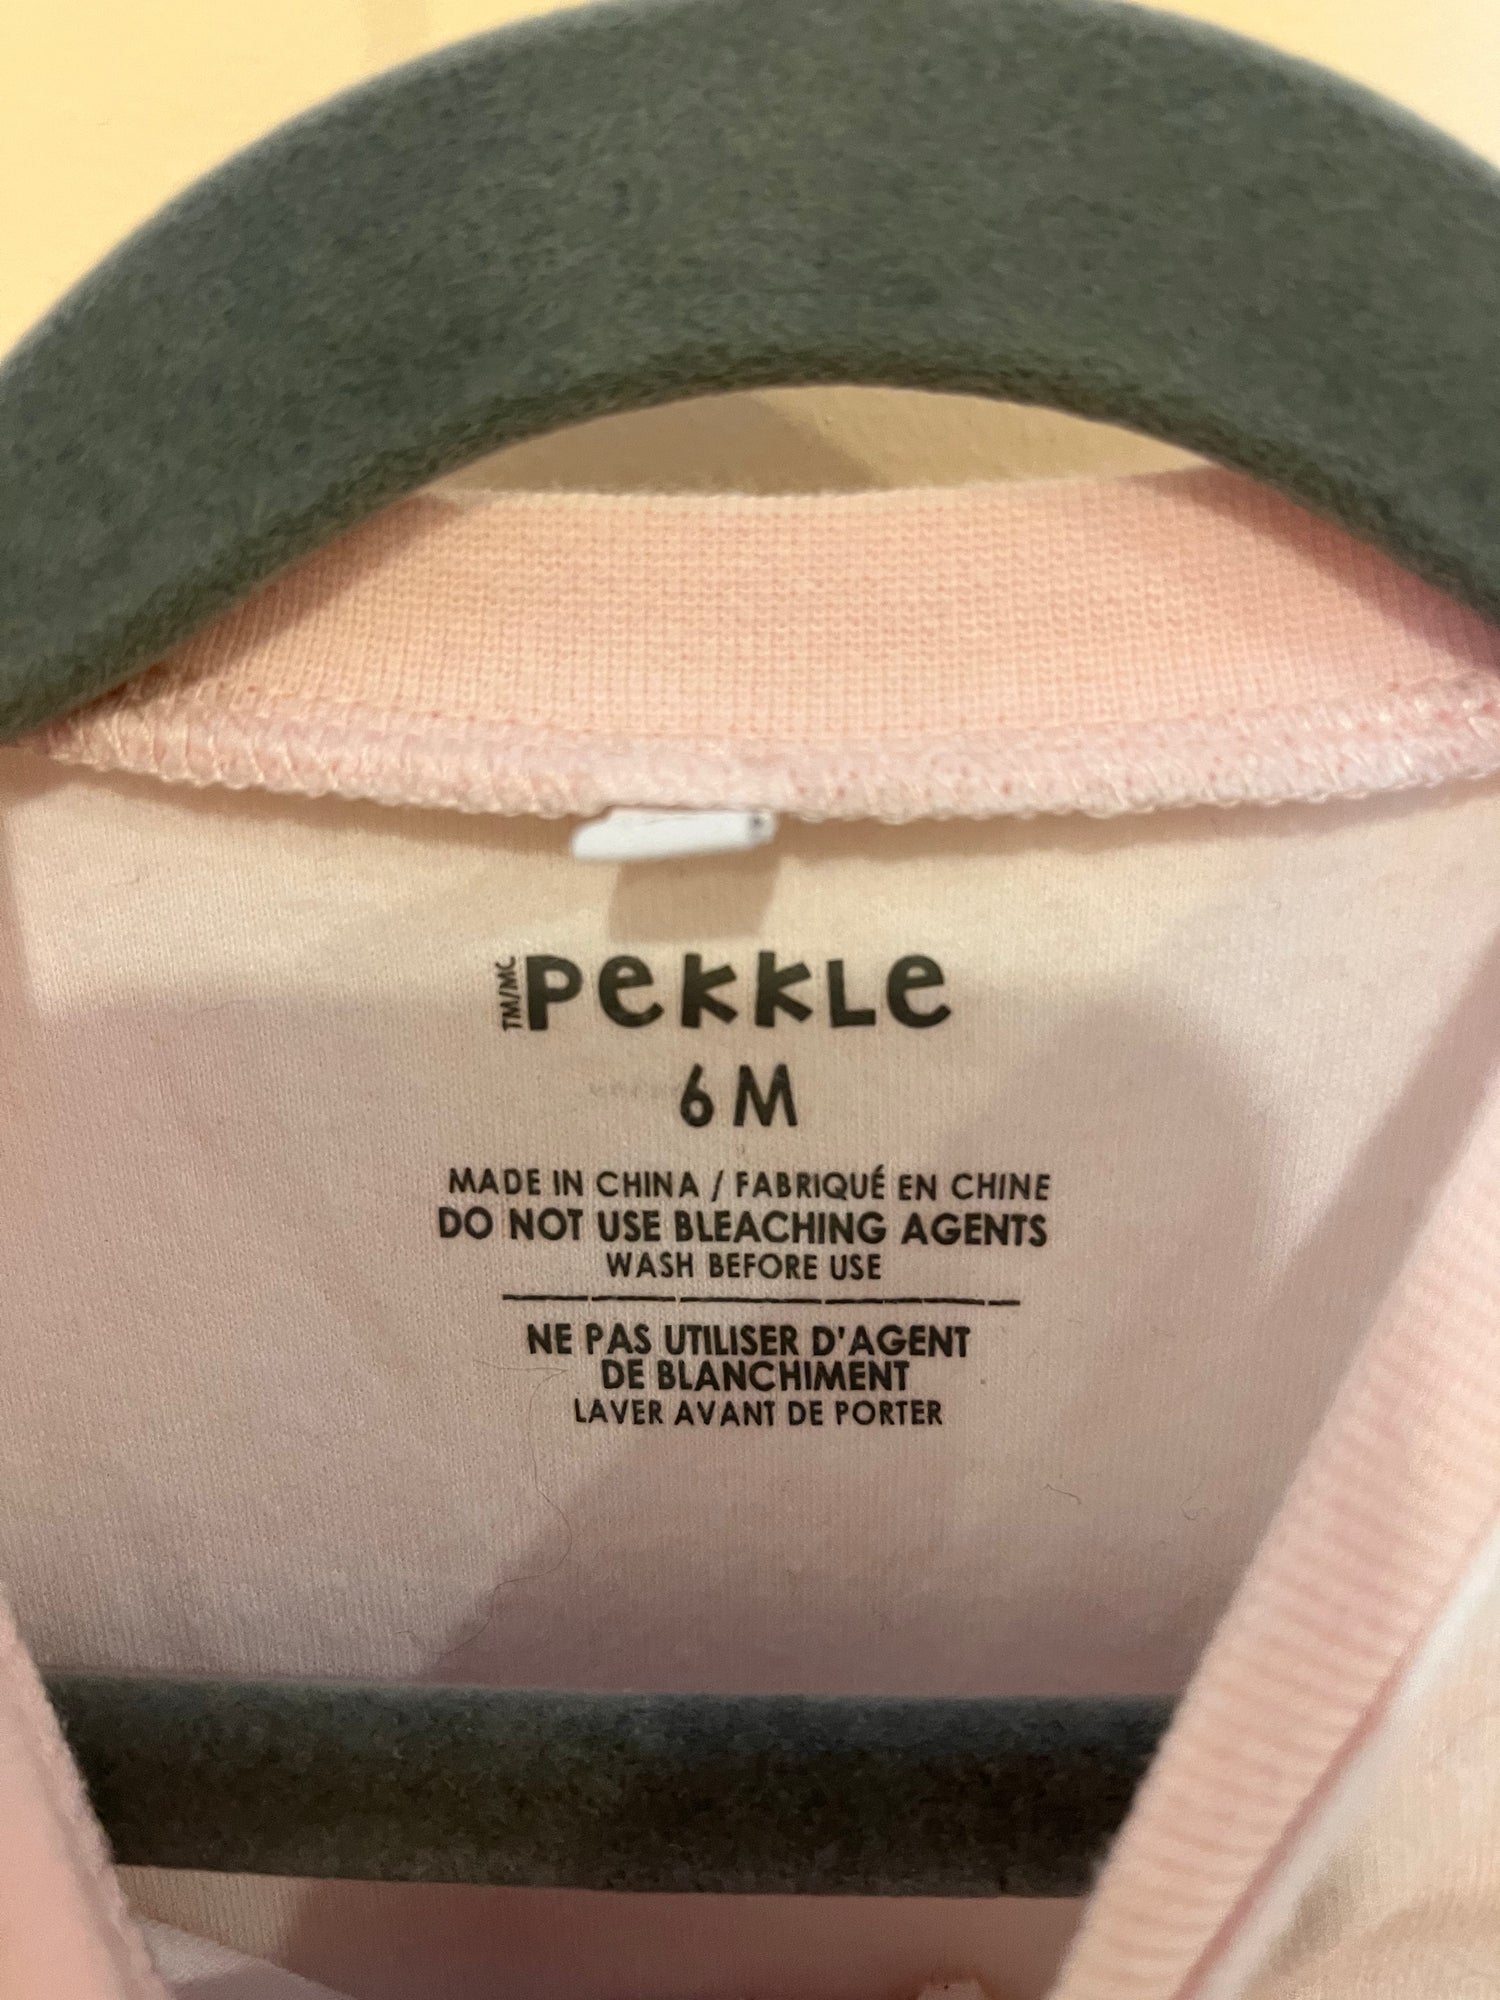 TM/MC Pekkle
6 M
MADE IN CHINA / FABRIQUÉ EN CHINE
DO NOT USE BLEACHING AGENTS
WASH BEFORE USE
NE PAS UTILISER D'AGENT
DE BLANCHIMENT
LAVER AVANT DE PORTER